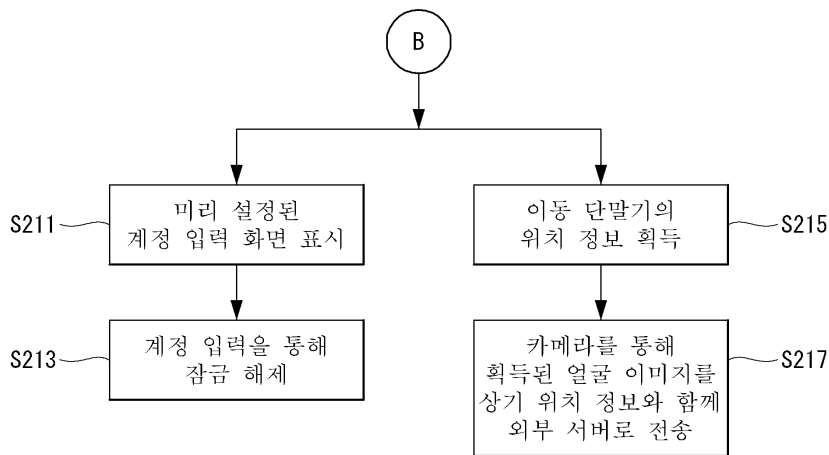 B
S211
미리 설정된
계정 입력 화면 표시
이동 단말기의
위치 정보 획득
S215
S213
계정 입력을 통해
잠금 해제
카메라를 통해
획득된 얼굴 이미지를
상기 위치 정보와 함께
외부 서버로 전송
S217